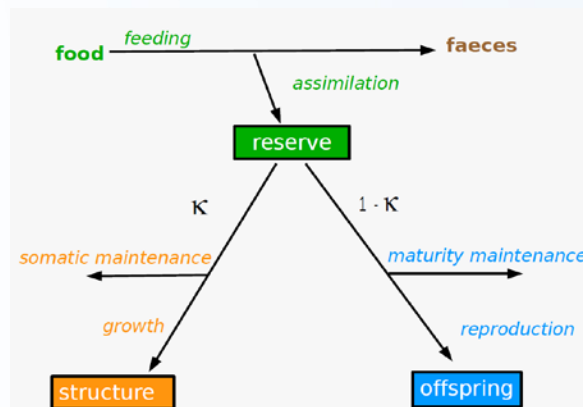 feeding
food
faeces
assimilation
reserve
κ
1 - κ
somatic maintenance
maturity maintenance
growth
reproduction
structure
offspring